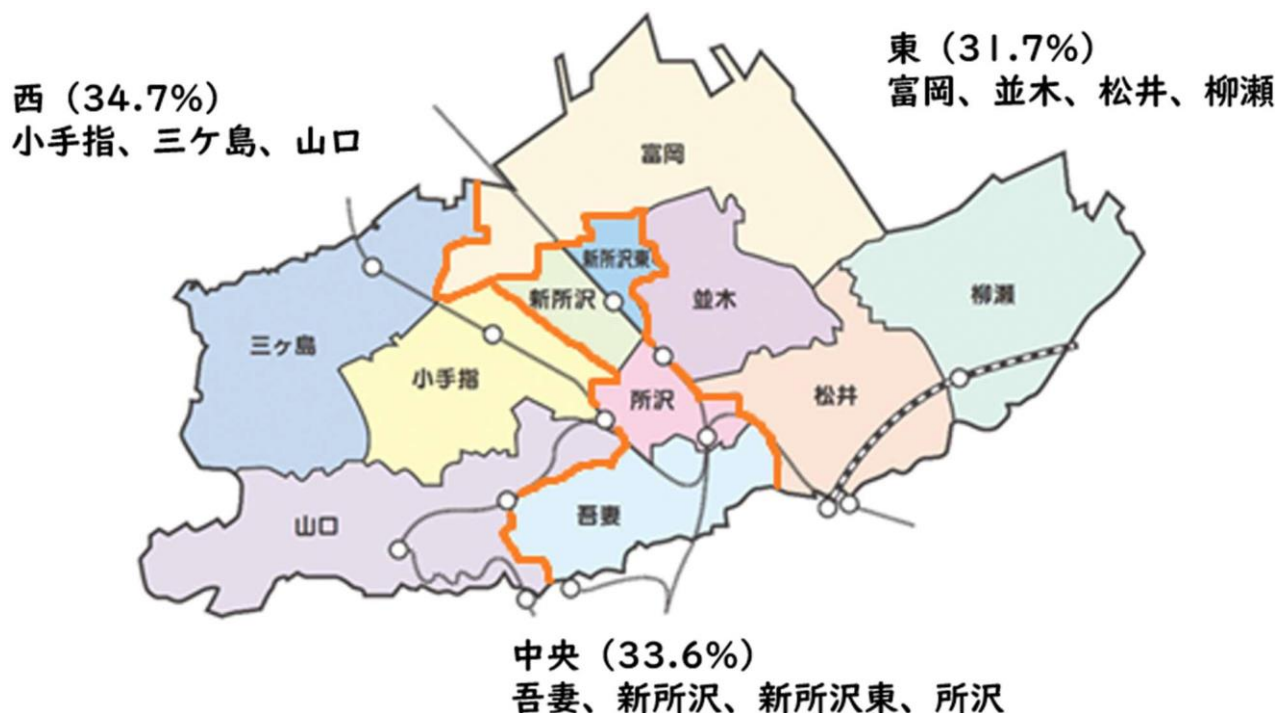 西（34.7%）
小手指、三ケ島、山口
東（31.7%）
富岡、並木、松井、柳瀬
富岡
新所沢東
新所沢
並木
柳瀬
三ヶ島
小手指
所沢
松井
山口
吾妻
中央（33.6%）
吾妻、新所沢、新所沢東、所沢